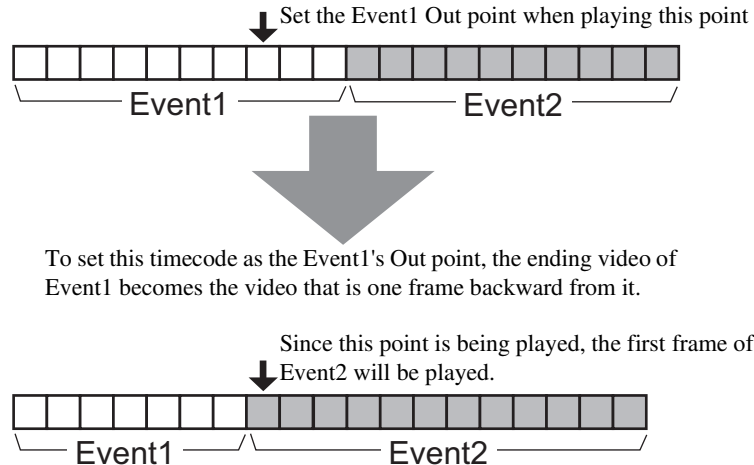 Set the Event1 Out point when playing this point
Event1
Event2
To set this timecode as the Event1's Out point, the ending video of
Event1 becomes the video that is one frame backward from it.
Since this point is being played, the first frame of
Event2 will be played.
Event1
Event2